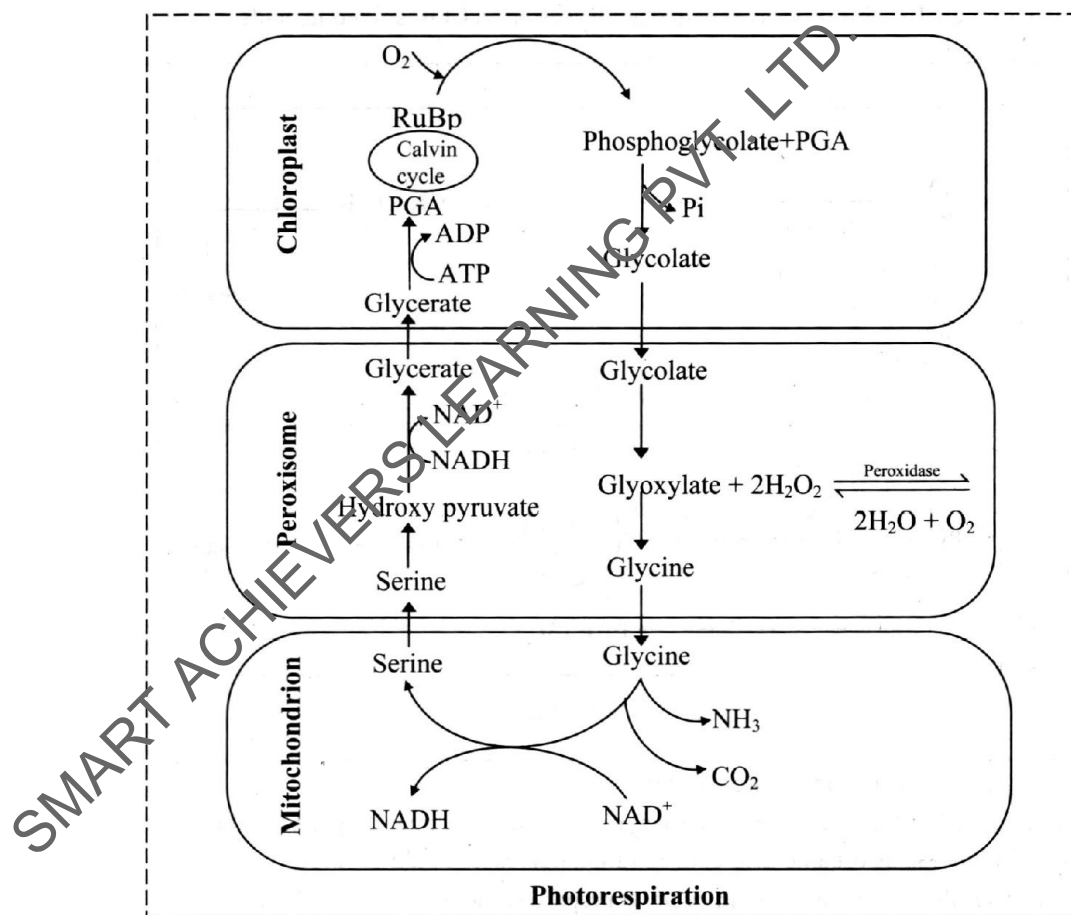 O₂
RuBp
Calvin
cycle
PGA
ADP
ATP
Glycerate
Phosphoglycolate+PGA
Pi
Glycolate
Chloroplast
Glycerate
NAD⁺
NADH
Hydroxy pyruvate
Serine
Glycolate
Glyoxylate + 2H₂O₂
Peroxidase
2H₂O + O₂
Glycine
Peroxisome
Serine
Glycine
NH₃
CO₂
NADH
NAD⁺
Mitochondrion
Photorespiration
SMART ACHIEVERS LEARNING PVT. LTD.